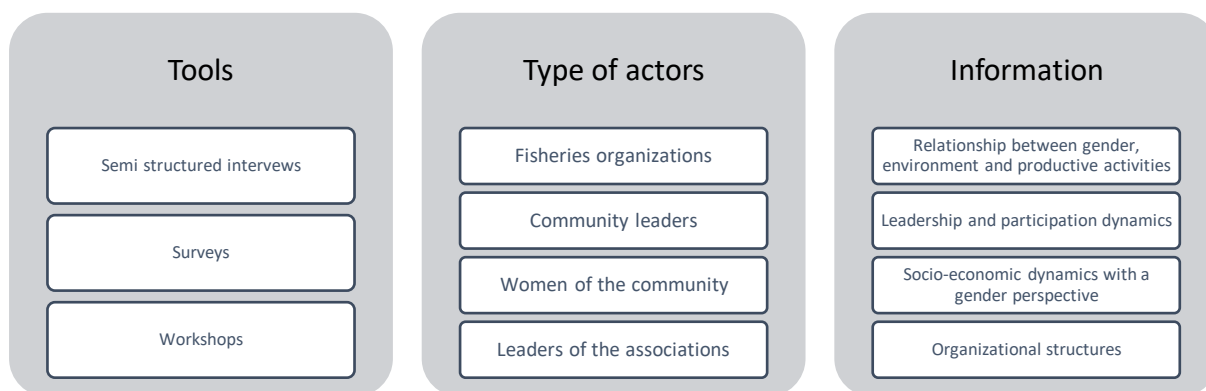 Tools
Semi structured intervews
Surveys
Workshops
Type of actors
Fisheries organizations
Community leaders
Women of the community
Leaders of the associations
Information
Relationship between gender,
environment and productive activities
Leadership and participation dynamics
Socio-economic dynamics with a
gender perspective
Organizational structures